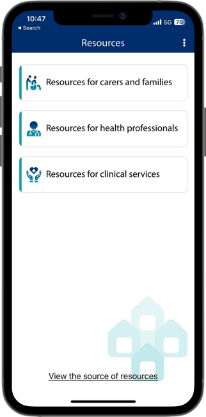 10:47
5G 78
◂ Search
Resources
Resources for carers and families
Resources for health professionals
Resources for clinical services
View the source of resources